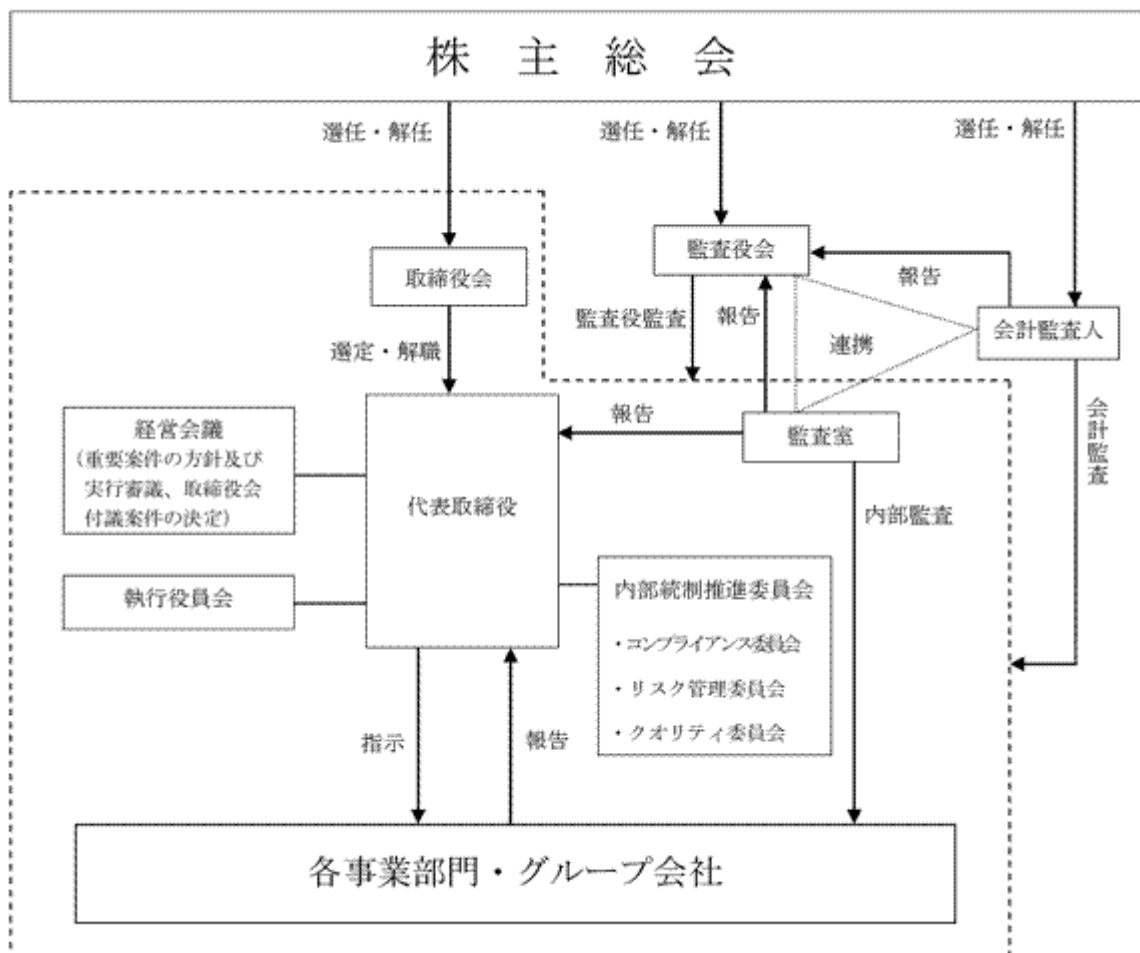 株主総会
選任・解任
選任・解任
選任・解任
取締役会
監査役会
報告
会計監査人
監査役監査
報告
連携
選定・解職
会計監査
経営会議
(重要案件の方針及び
実行審議、取締役会
付議案件の決定)
報告
監査室
代表取締役
内部監査
執行役員会
内部統制推進委員会
・コンプライアンス委員会
・リスク管理委員会
・クオリティ委員会
指示
報告
各事業部門・グループ会社